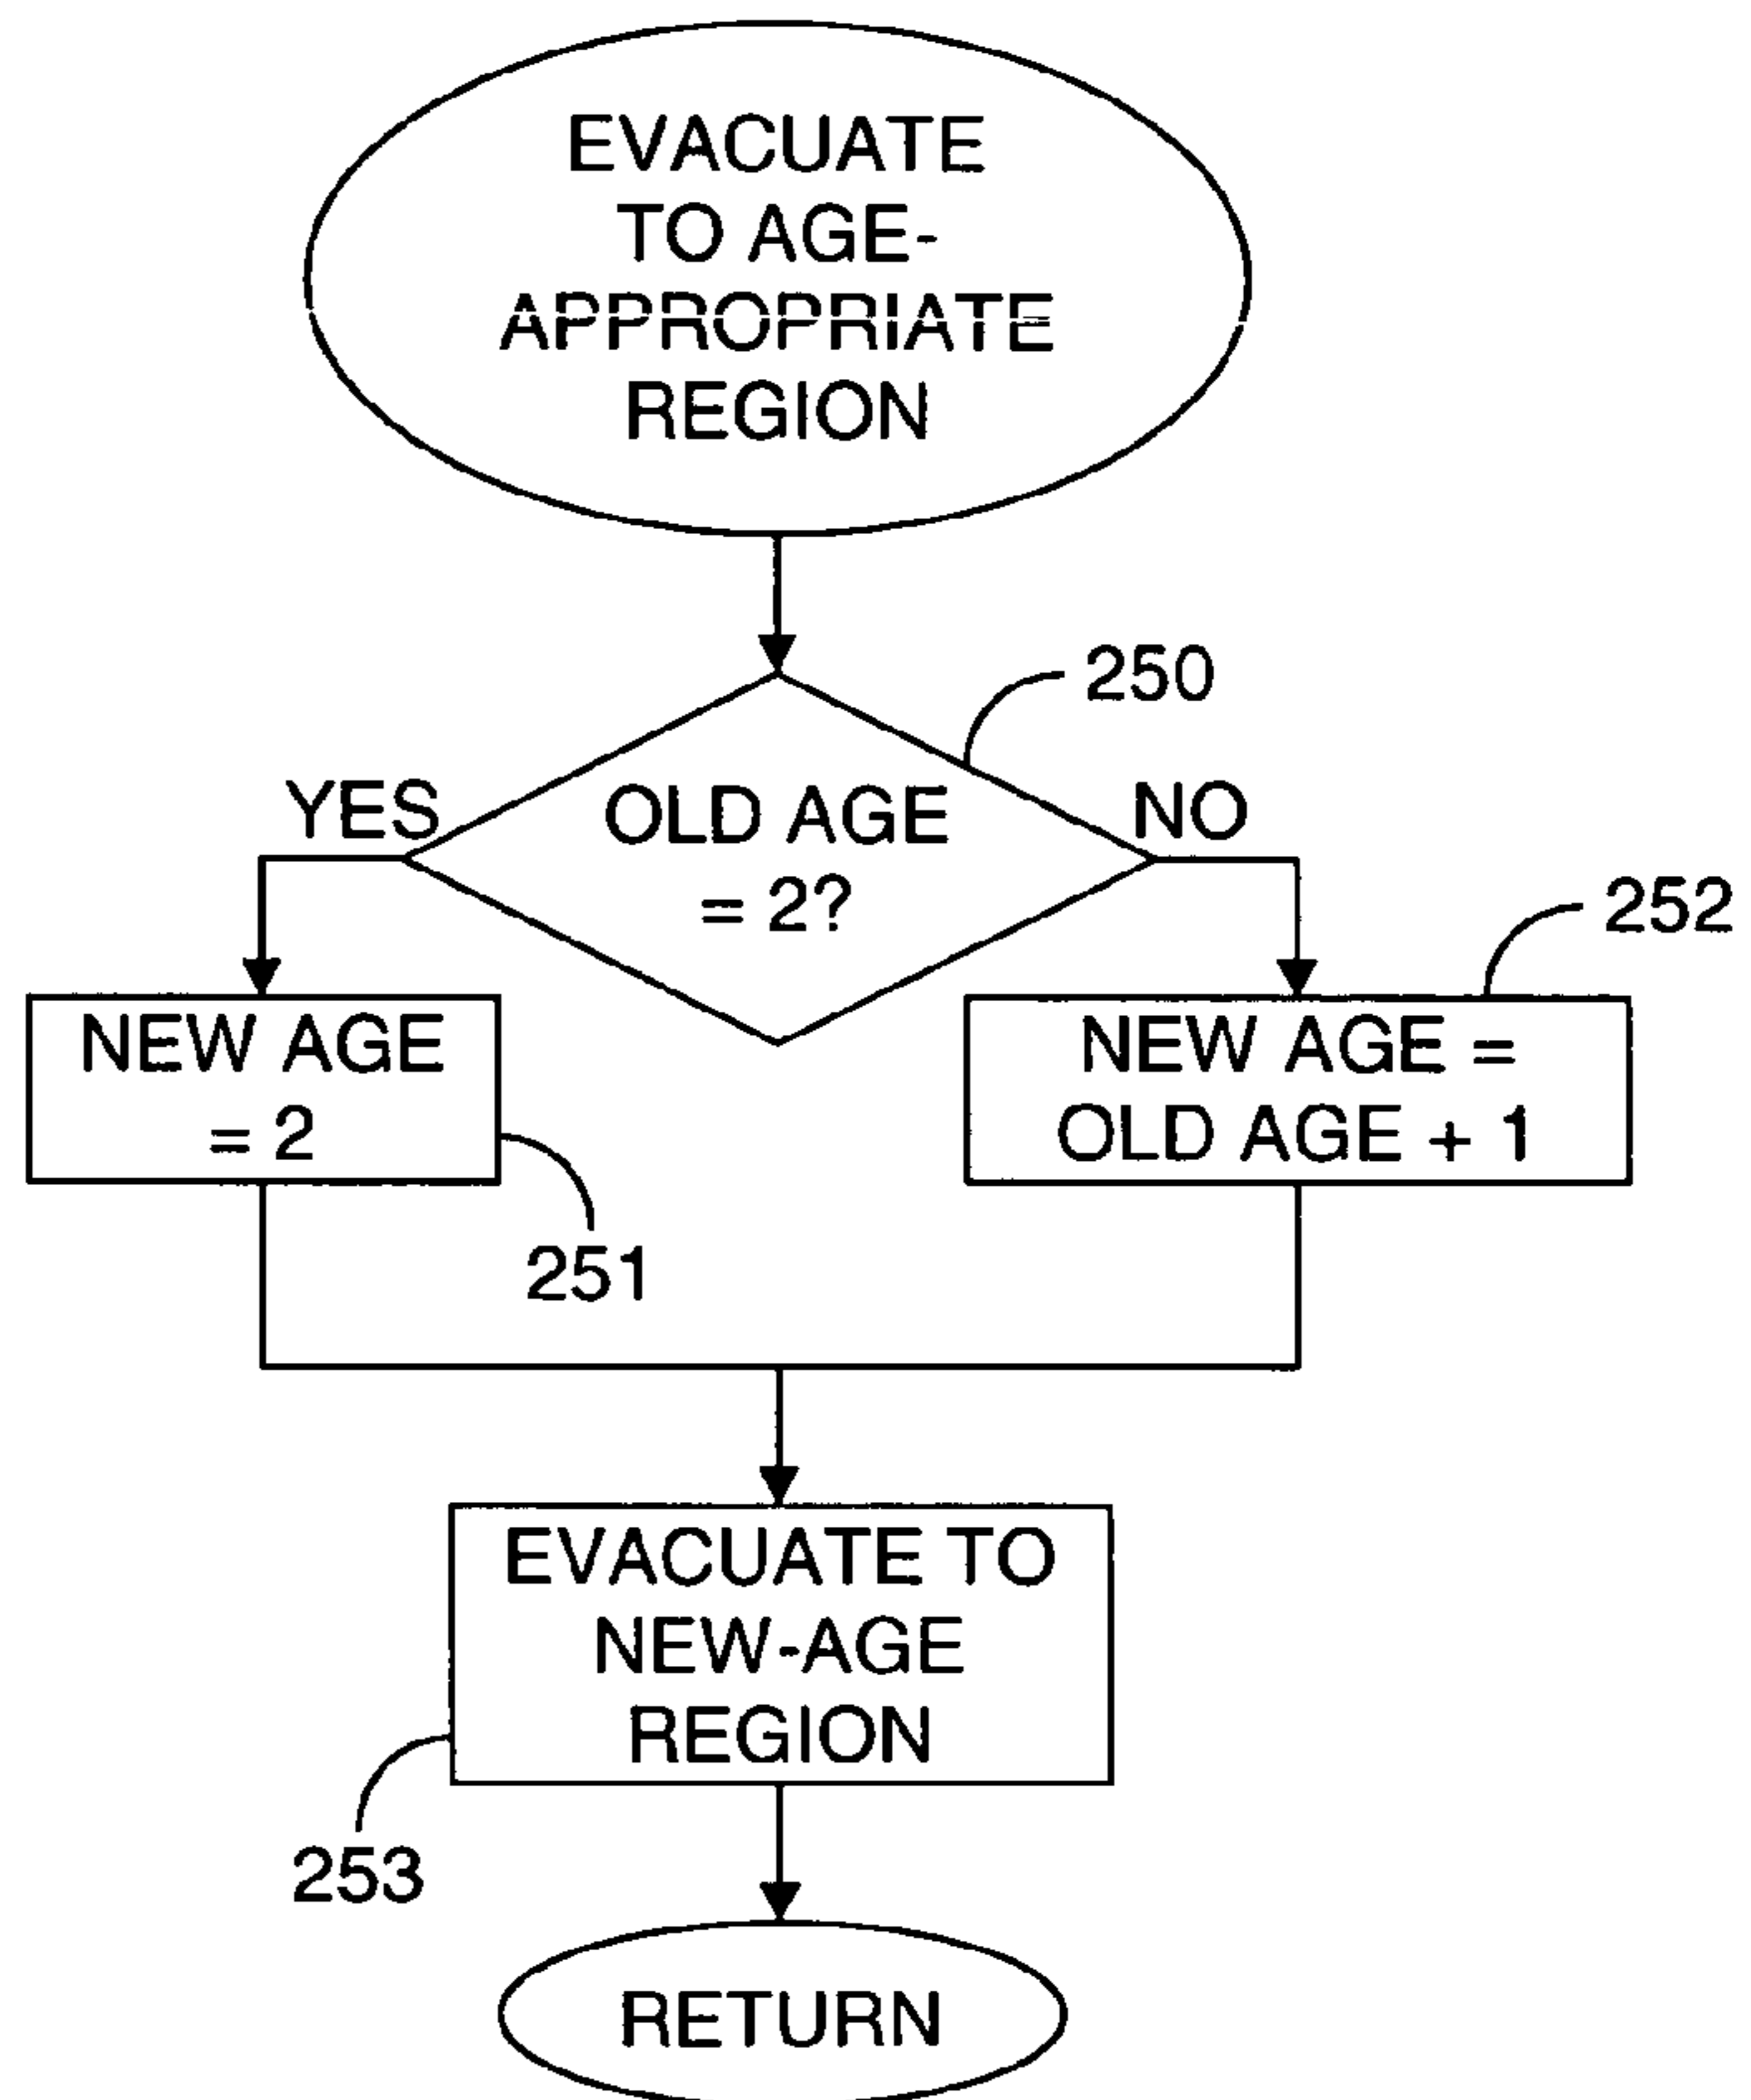 EVACUATE
TO AGE-
APPROPRIATE
REGION
250
YES
OLD AGE
= 2?
NO
252
NEW AGE
= 2
NEW AGE =
OLD AGE + 1
251
EVACUATE TO
NEW-AGE
REGION
253
RETURN